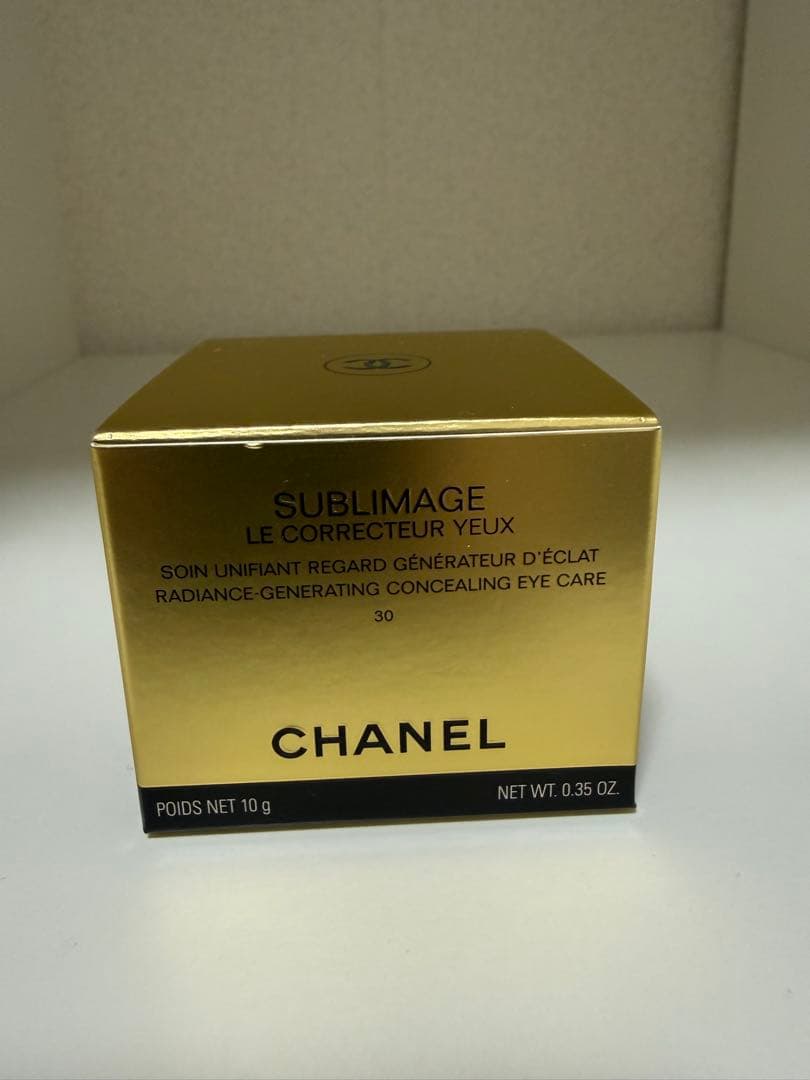 SUBLIMAGE
LE CORRECTEUR YEUX
SOIN UNIFIANT REGARD GÉNÉRATEUR D'ÉCLAT
RADIANCE-GENERATING CONCEALING EYE CARE
30
CHANEL
POIDS NET 10 g
NET WT. 0.35 OZ.